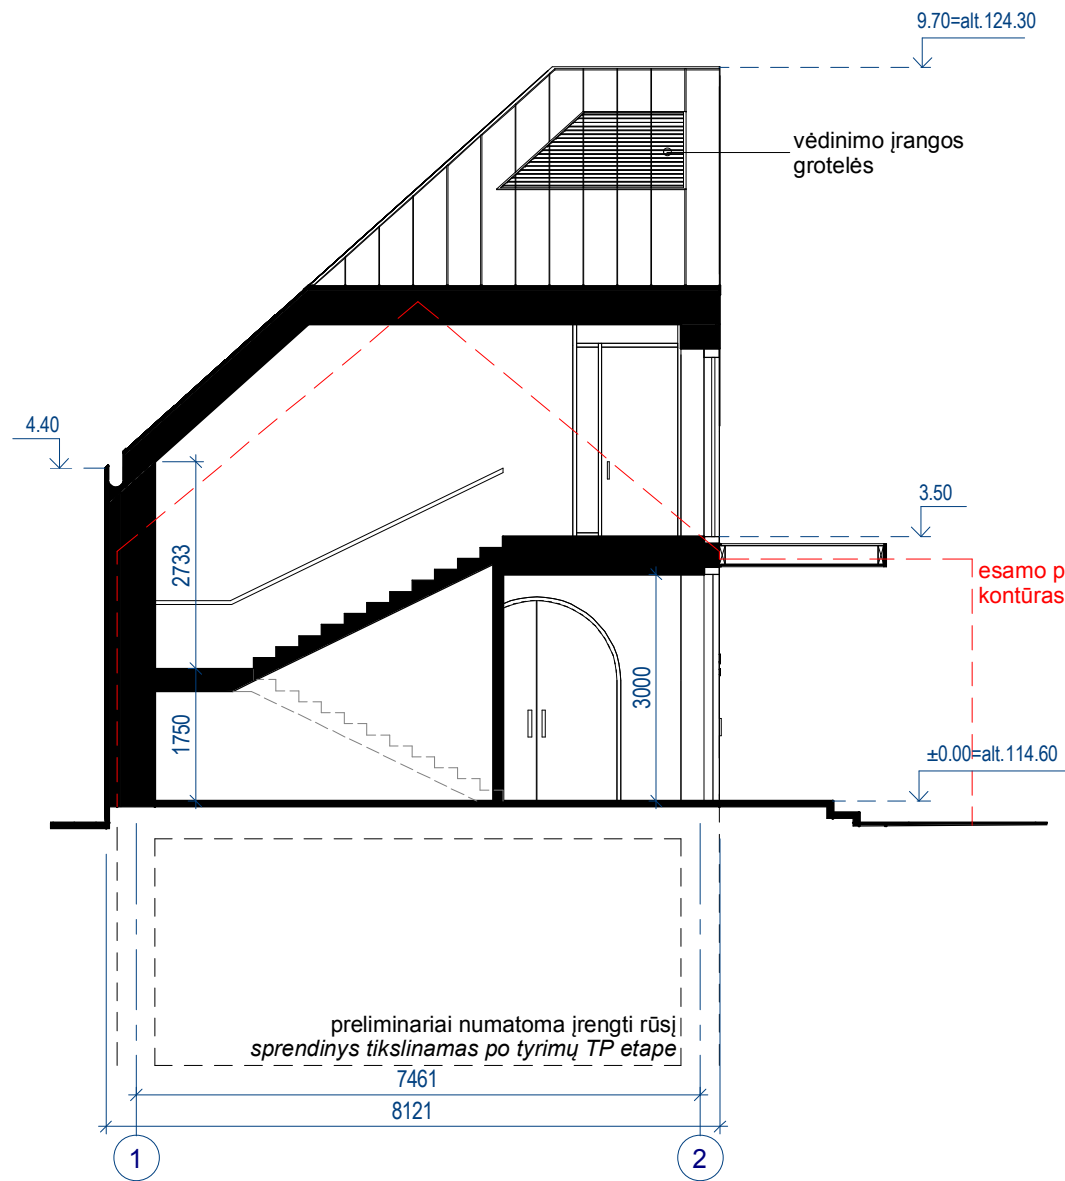 9.70=alt.124.30
vėdinimo įrangos
grotelės
4.40
3.50
2733
esamo p
kontūras
3000
1750
±0.00=alt.114.60
preliminariai numatoma įrengti rūsį
sprendinys tikslinamas po tyrimų TP etape
7461
8121
1
2